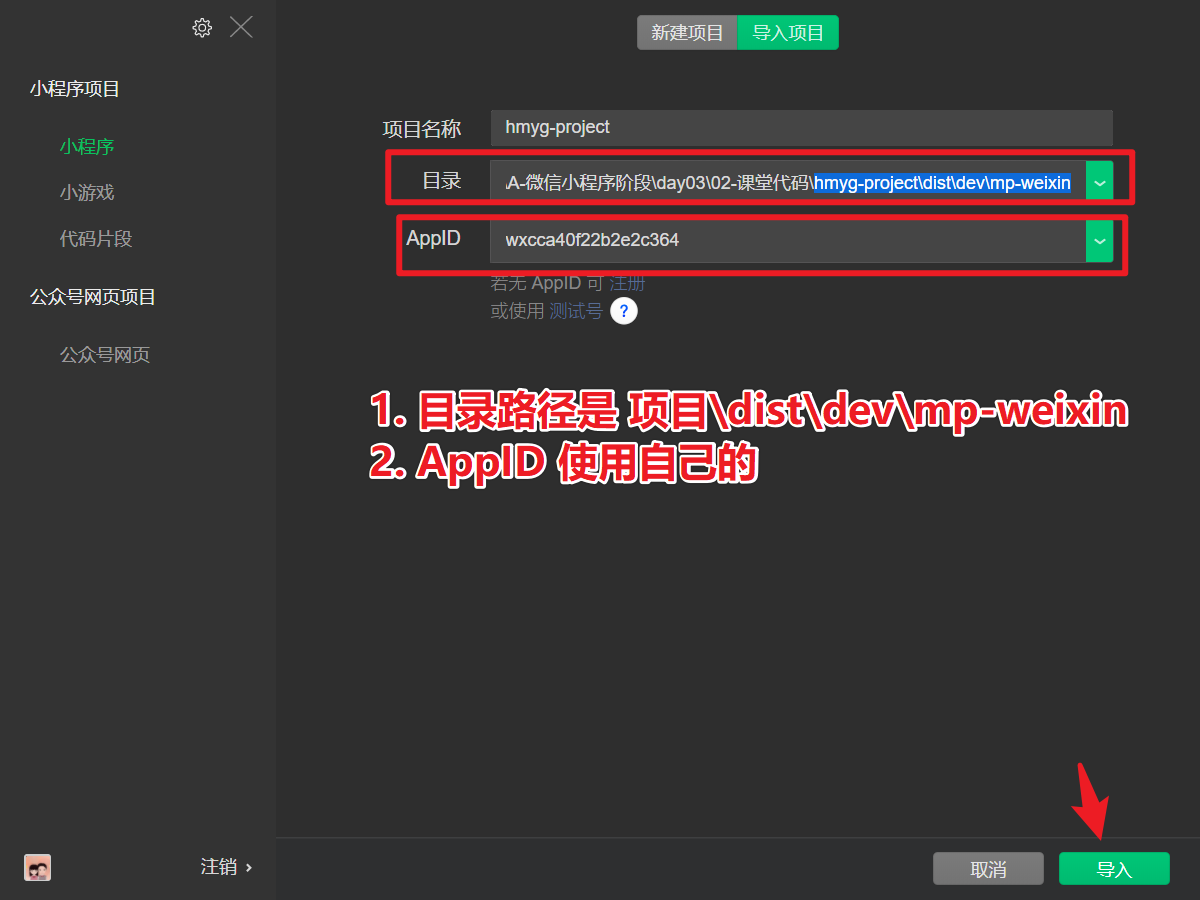 新建项目 导入项目
小程序项目
小程序
小游戏
代码片段
公众号网页项目
公众号网页
项目名称 hmyg-project
目录 A-微信小程序阶段\day03\02-课堂代码\hmyg-project\dist\dev\mp-weixin
AppID wxcca40f22b2e2c364
若无 AppID 可 注册
或使用 测试号 ?
1. 目录路径是 项目\dist\dev\mp-weixin
2. AppID 使用自己的
注销 ›
取消 导入